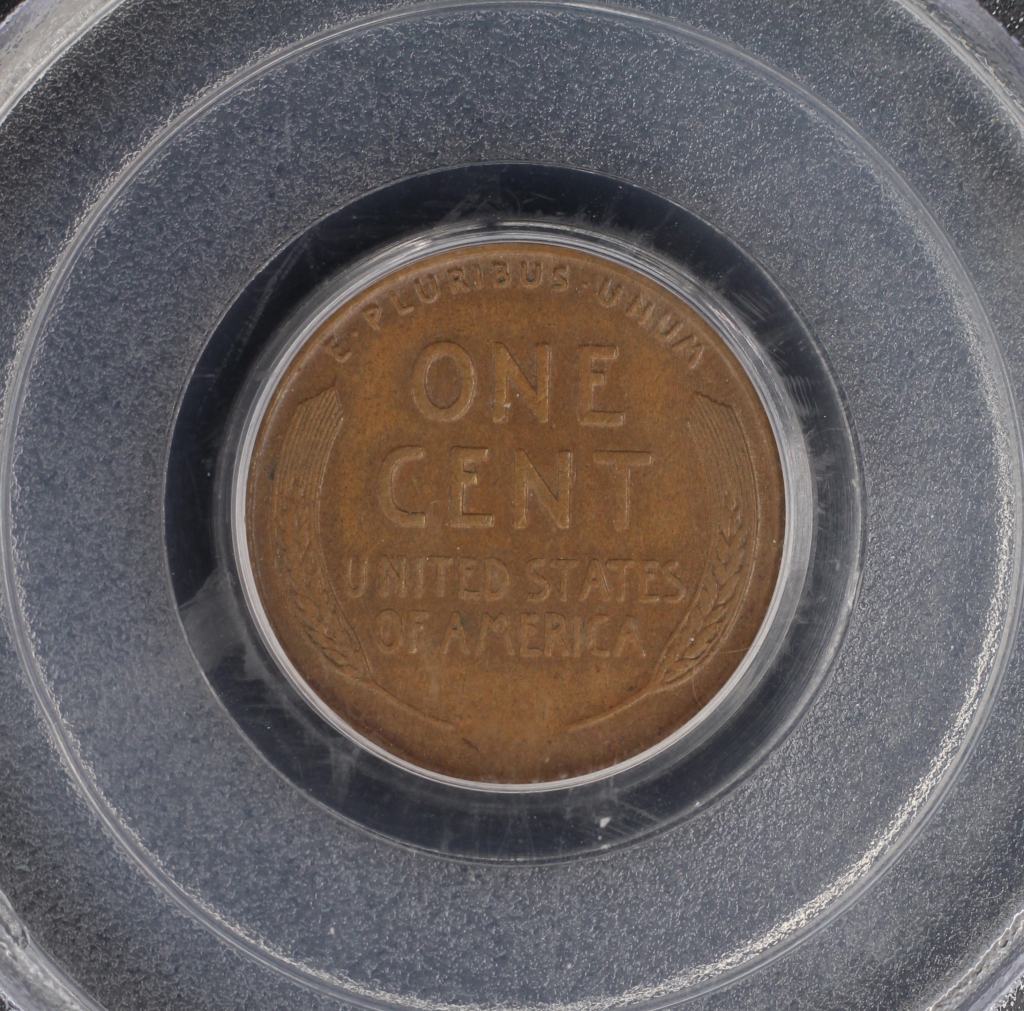 E·PLURIBUS·UNUM
ONE
CENT
UNITED STATES
OF AMERICA